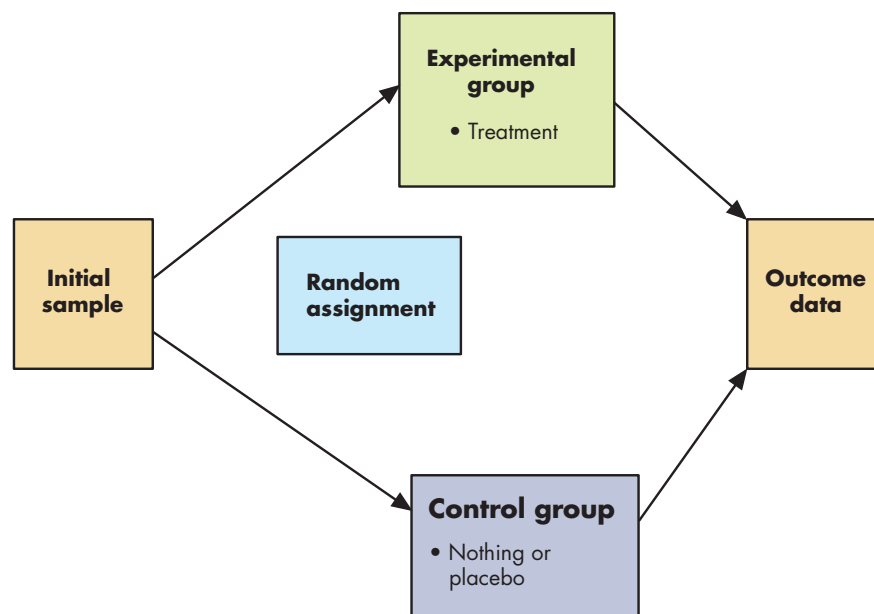 Experimental
group
• Treatment
Initial
sample
Random
assignment
Outcome
data
Control group
• Nothing or
placebo